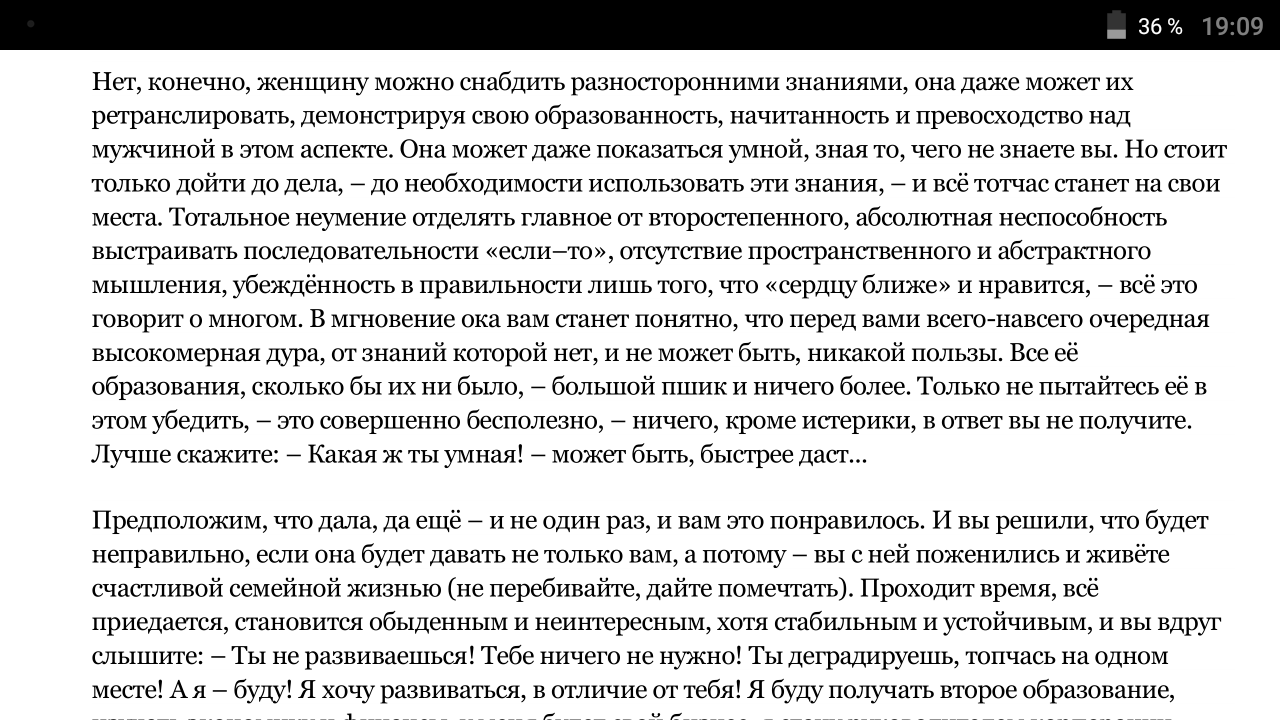 36 % 19:09
Нет, конечно, женщину можно снабдить разносторонними знаниями, она даже может их
ретранслировать, демонстрируя свою образованность, начитанность и превосходство над
мужчиной в этом аспекте. Она может даже показаться умной, зная то, чего не знаете вы. Но стоит
только дойти до дела, – до необходимости использовать эти знания, – и всё тотчас станет на свои
места. Тотальное неумение отделять главное от второстепенного, абсолютная неспособность
выстраивать последовательности «если–то», отсутствие пространственного и абстрактного
мышления, убеждённость в правильности лишь того, что «сердцу ближе» и нравится, – всё это
говорит о многом. В мгновение ока вам станет понятно, что перед вами всего-навсего очередная
высокомерная дура, от знаний которой нет, и не может быть, никакой пользы. Все её
образования, сколько бы их ни было, – большой пшик и ничего более. Только не пытайтесь её в
этом убедить, – это совершенно бесполезно, – ничего, кроме истерики, в ответ вы не получите.
Лучше скажите: – Какая ж ты умная! – может быть, быстрее даст...
Предположим, что дала, да ещё – и не один раз, и вам это понравилось. И вы решили, что будет
неправильно, если она будет давать не только вам, а потому – вы с ней поженились и живёте
счастливой семейной жизнью (не перебивайте, дайте помечтать). Проходит время, всё
приедается, становится обыденным и неинтересным, хотя стабильным и устойчивым, и вы вдруг
слышите: – Ты не развиваешься! Тебе ничего не нужно! Ты деградируешь, топчась на одном
месте! А я – буду! Я хочу развиваться, в отличие от тебя! Я буду получать второе образование,